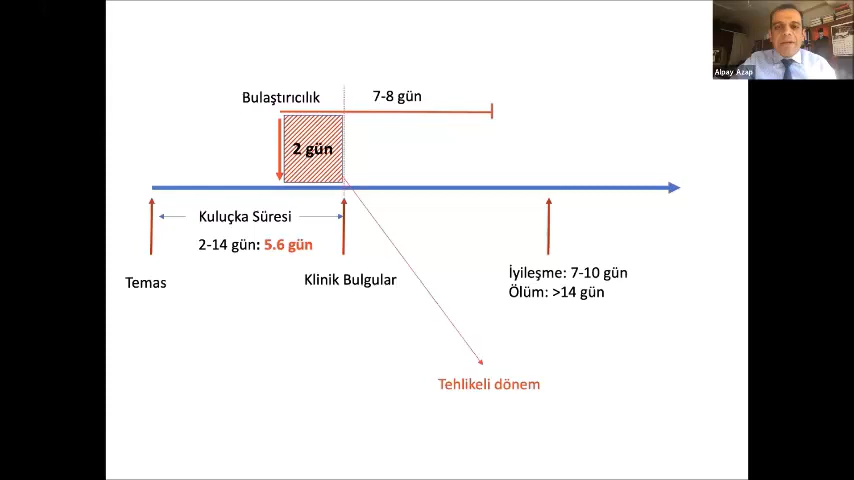 Alpay Azap
Bulaştırıcılık
7-8 gün
2 gün
Kuluçka Süresi
2-14 gün: 5.6 gün
Temas
Klinik Bulgular
İyileşme: 7-10 gün
Ölüm: >14 gün
Tehlikeli dönem